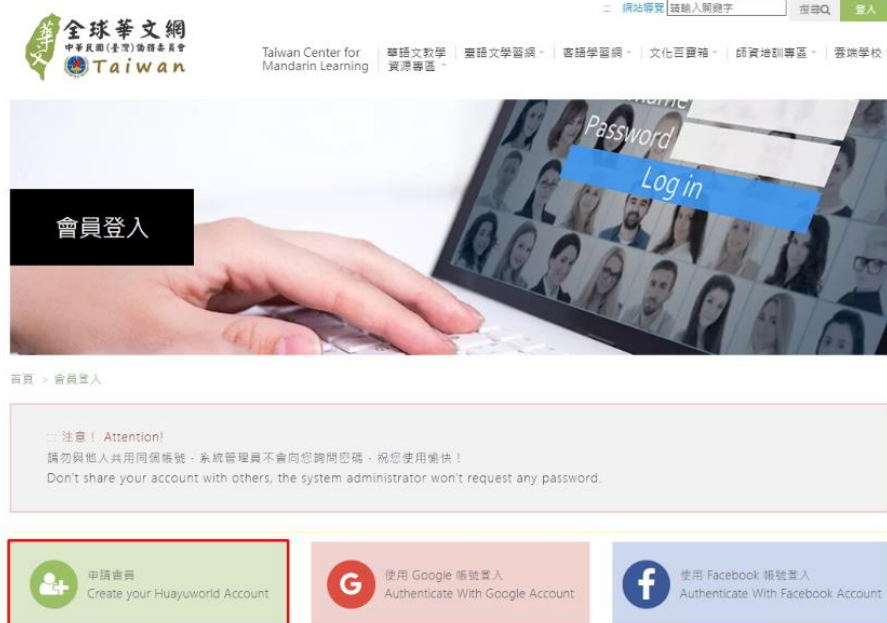 網站導覽 請輸入關鍵字 搜尋 登入
華文
全球華文網
中華民國(臺灣)僑務委員會
Taiwan
Taiwan Center for
Mandarin Learning
華語文教學
資源專區
臺語文學習網
客語學習網
文化百寶箱
師資培訓專區
雲端學校
Password
Log in
會員登入
首頁 > 會員登入
::: 注意！ Attention!
請勿與他人共用同個帳號，系統管理員不會向您詢問密碼，祝您使用愉快！
Don't share your account with others, the system administrator won't request any password.
申請會員
Create your Huayuworld Account
G
使用 Google 帳號登入
Authenticate With Google Account
f
使用 Facebook 帳號登入
Authenticate With Facebook Account